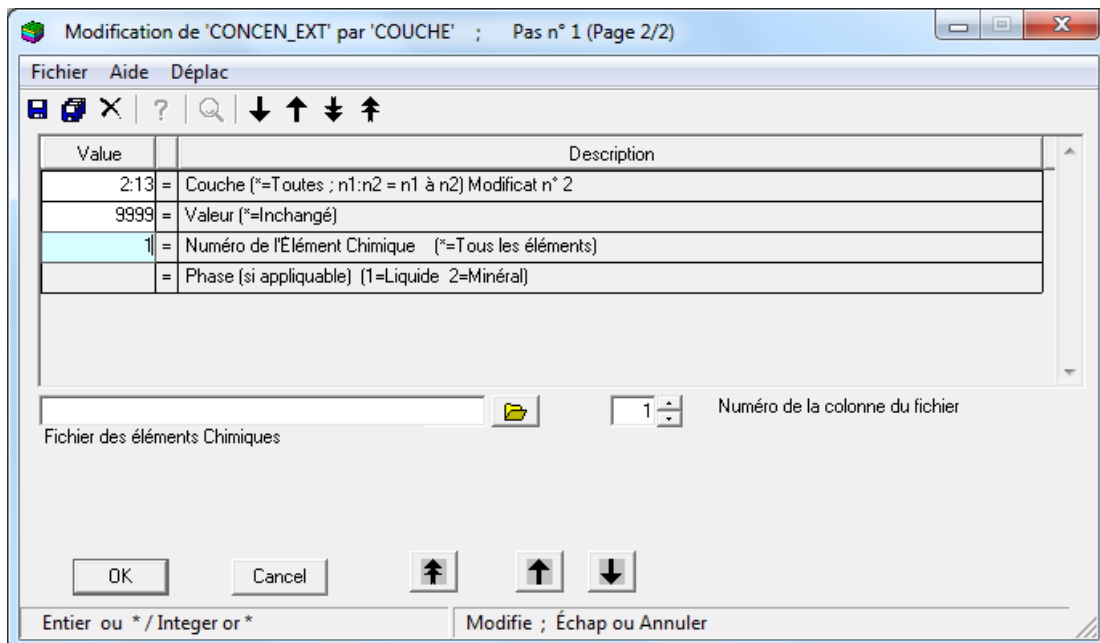 Modification de 'CONCEN_EXT' par 'COUCHE' ; Pas n° 1 (Page 2/2)
Fichier Aide Déplac
?
Value Description
2:13 = Couche (*=Toutes ; n1:n2 = n1 à n2) Modificat n° 2
9999 = Valeur (*=Inchangé)
1 = Numéro de l'Élément Chimique (*=Tous les éléments)
= Phase (si appliquable) (1=Liquide 2=Minéral)
1 Numéro de la colonne du fichier
Fichier des éléments Chimiques
OK Cancel
Entier ou * / Integer or * Modifie ; Échap ou Annuler